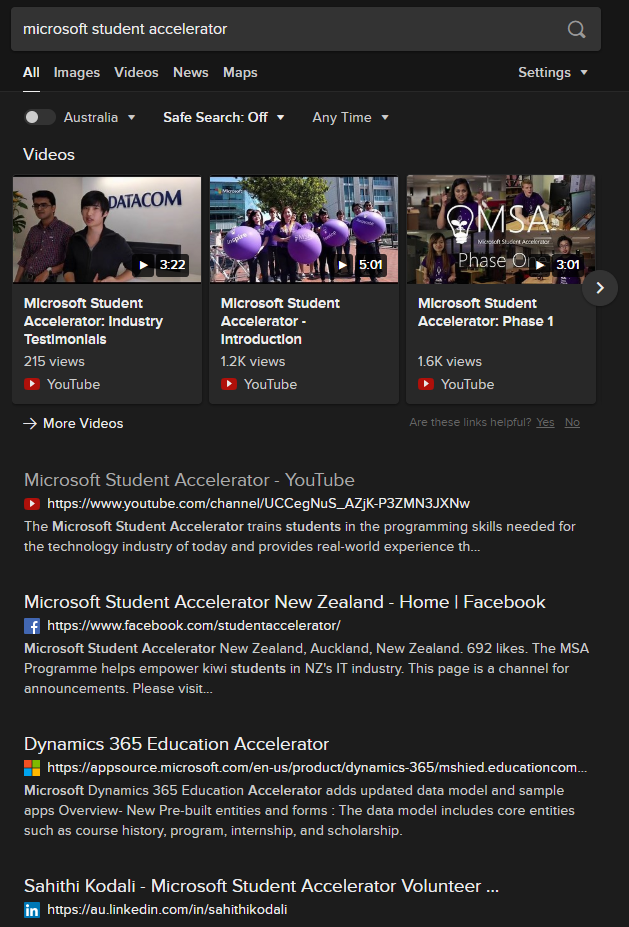 microsoft student accelerator
All Images Videos News Maps Settings
Australia Safe Search: Off Any Time
Videos
DATACOM
3:22
Microsoft
inspire
5:01
MSA
Microsoft Student Accelerator
Phase One
3:01
Microsoft Student
Accelerator: Industry
Testimonials
215 views
YouTube
Microsoft Student
Accelerator -
Introduction
1.2K views
YouTube
Microsoft Student
Accelerator: Phase 1
1.6K views
YouTube
More Videos
Are these links helpful? Yes No
Microsoft Student Accelerator - YouTube
https://www.youtube.com/channel/UCCegNuS_AZjK-P3ZMN3JXNw
The Microsoft Student Accelerator trains students in the programming skills needed for
the technology industry of today and provides real-world experience th...
Microsoft Student Accelerator New Zealand - Home | Facebook
https://www.facebook.com/studentaccelerator/
Microsoft Student Accelerator New Zealand, Auckland, New Zealand. 692 likes. The MSA
Programme helps empower kiwi students in NZ's IT industry. This page is a channel for
announcements. Please visit...
Dynamics 365 Education Accelerator
https://appsource.microsoft.com/en-us/product/dynamics-365/mshied.educationcom...
Microsoft Dynamics 365 Education Accelerator adds updated data model and sample
apps Overview- New Pre-built entities and forms : The data model includes core entities
such as course history, program, internship, and scholarship.
Sahithi Kodali - Microsoft Student Accelerator Volunteer ...
https://au.linkedin.com/in/sahithikodali